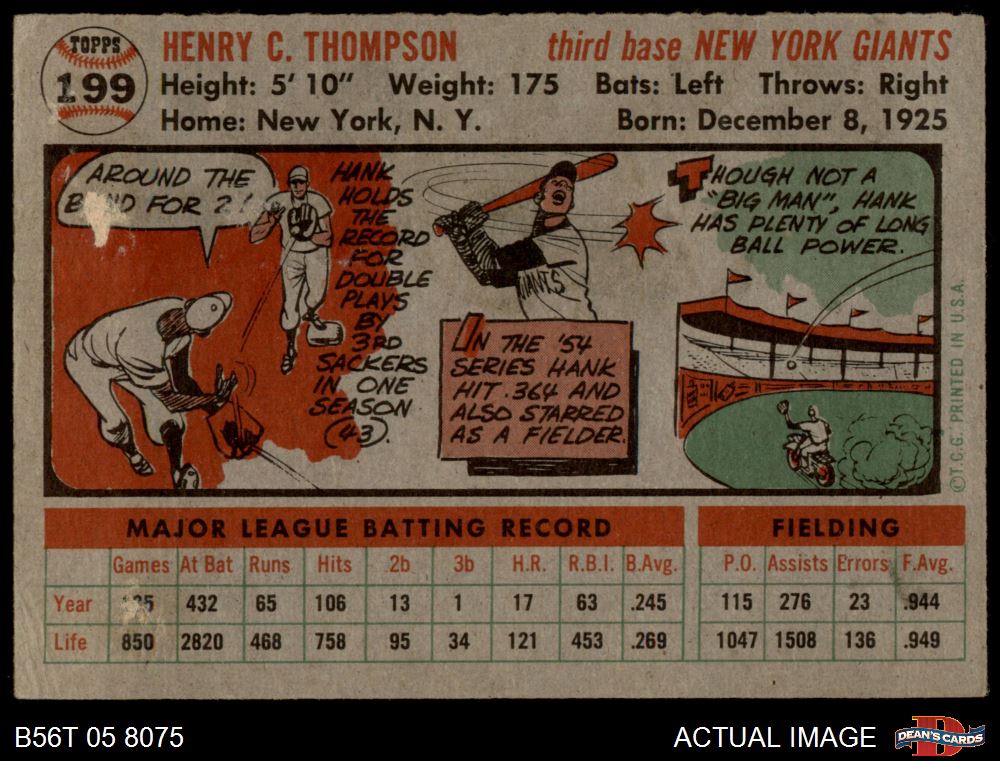 TOPPS
199
HENRY C. THOMPSON third base NEW YORK GIANTS
Height: 5' 10" Weight: 175 Bats: Left Throws: Right
Home: New York, N. Y. Born: December 8, 1925
AROUND THE
FOR 2!
HANK
HOLDS
THE
RECORD
FOR
DOUBLE
PLAYS
BY
3RD
SACKERS
IN ONE
SEASON
(43).
GIANTS
IN THE '54
SERIES HANK
HIT .364 AND
ALSO STARRED
AS A FIELDER.
THOUGH NOT A
"BIG MAN", HANK
HAS PLENTY OF LONG
BALL POWER.
©T.C.G. PRINTED IN U.S.A.
MAJOR LEAGUE BATTING RECORD FIELDING
Games At Bat Runs Hits 2b 3b H.R. R.B.I. B.Avg. P.O. Assists Errors F.Avg.
Year 432 65 106 13 1 17 63 .245 115 276 23 .944
Life 850 2820 468 758 95 34 121 453 .269 1047 1508 136 .949
B56T 05 8075 ACTUAL IMAGE DEAN'S CARDS